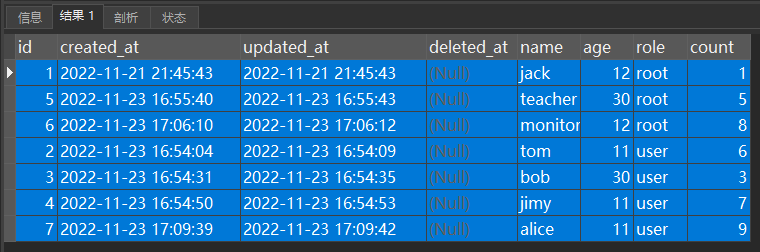 信息 结果 1 剖析 状态
id created_at updated_at deleted_at name age role count
1 2022-11-21 21:45:43 2022-11-21 21:45:43 (Null) jack 12 root 1
5 2022-11-23 16:55:40 2022-11-23 16:55:43 (Null) teacher 30 root 5
6 2022-11-23 17:06:10 2022-11-23 17:06:12 (Null) monitor 12 root 8
2 2022-11-23 16:54:04 2022-11-23 16:54:09 (Null) tom 11 user 6
3 2022-11-23 16:54:31 2022-11-23 16:54:35 (Null) bob 30 user 3
4 2022-11-23 16:54:50 2022-11-23 16:54:53 (Null) jimy 11 user 7
7 2022-11-23 17:09:39 2022-11-23 17:09:42 (Null) alice 11 user 9